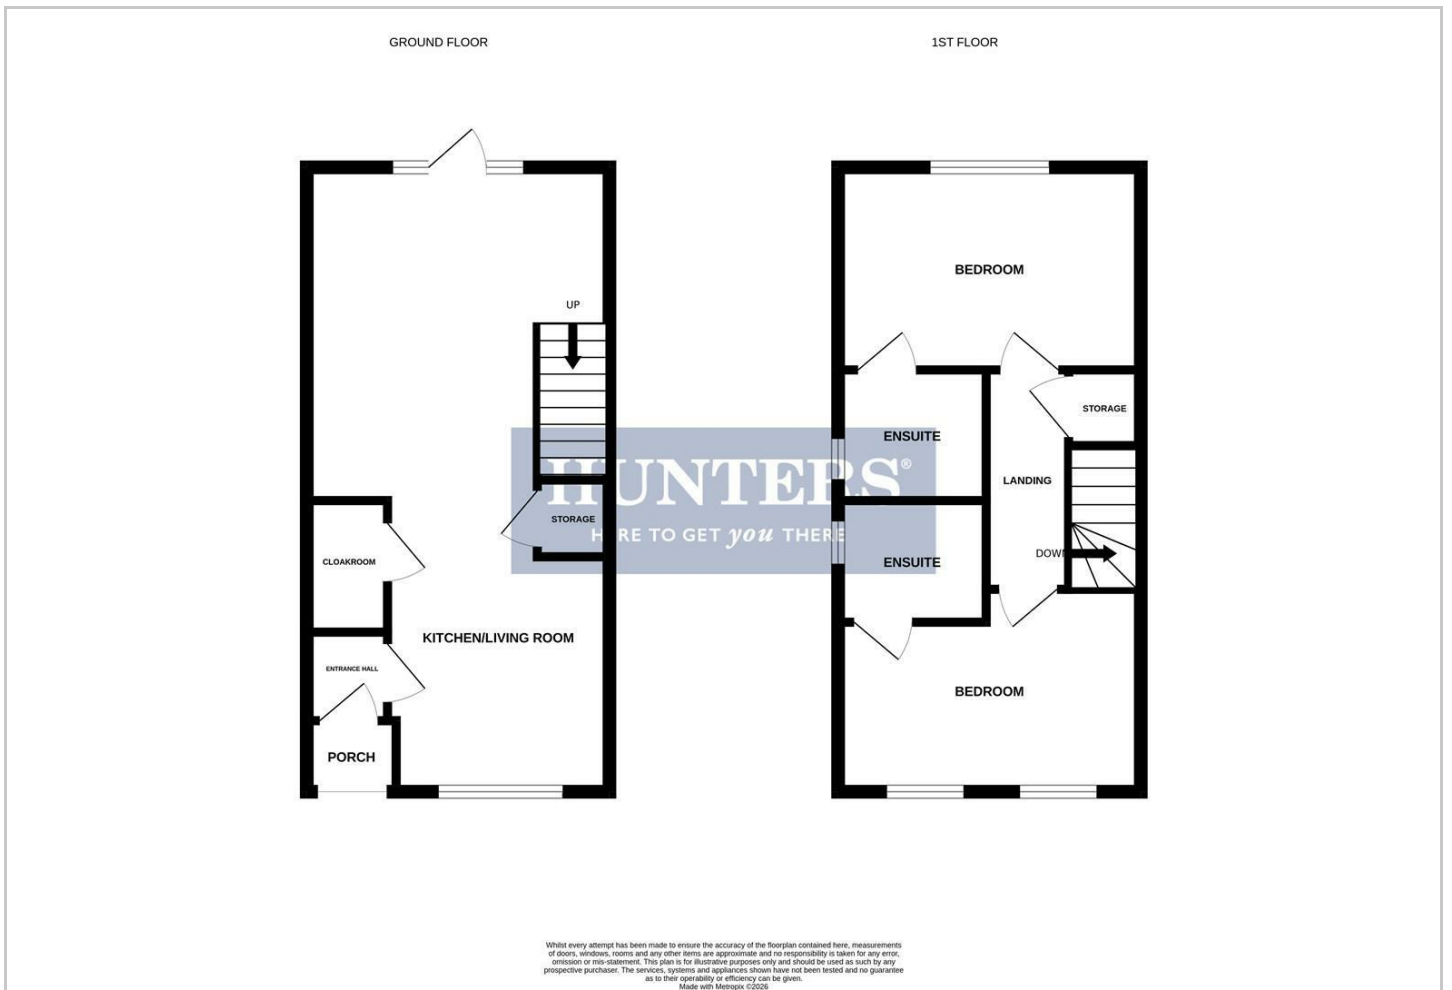 GROUND FLOOR
1ST FLOOR
UP
STORAGE
CLOAKROOM
KITCHEN/LIVING ROOM
ENTRANCE HALL
PORCH
BEDROOM
ENSUITE
STORAGE
LANDING
DOWN
ENSUITE
BEDROOM
HUNTERS®
HERE TO GET you THERE
Whilst every attempt has been made to ensure the accuracy of the floorplan contained here, measurements
of doors, windows, rooms and any other items are approximate and no responsibility is taken for any error,
omission or mis-statement. This plan is for illustrative purposes only and should be used as such by any
prospective purchaser. The services, systems and appliances shown have not been tested and no guarantee
as to their operability or efficiency can be given.
Made with Metropix ©2026